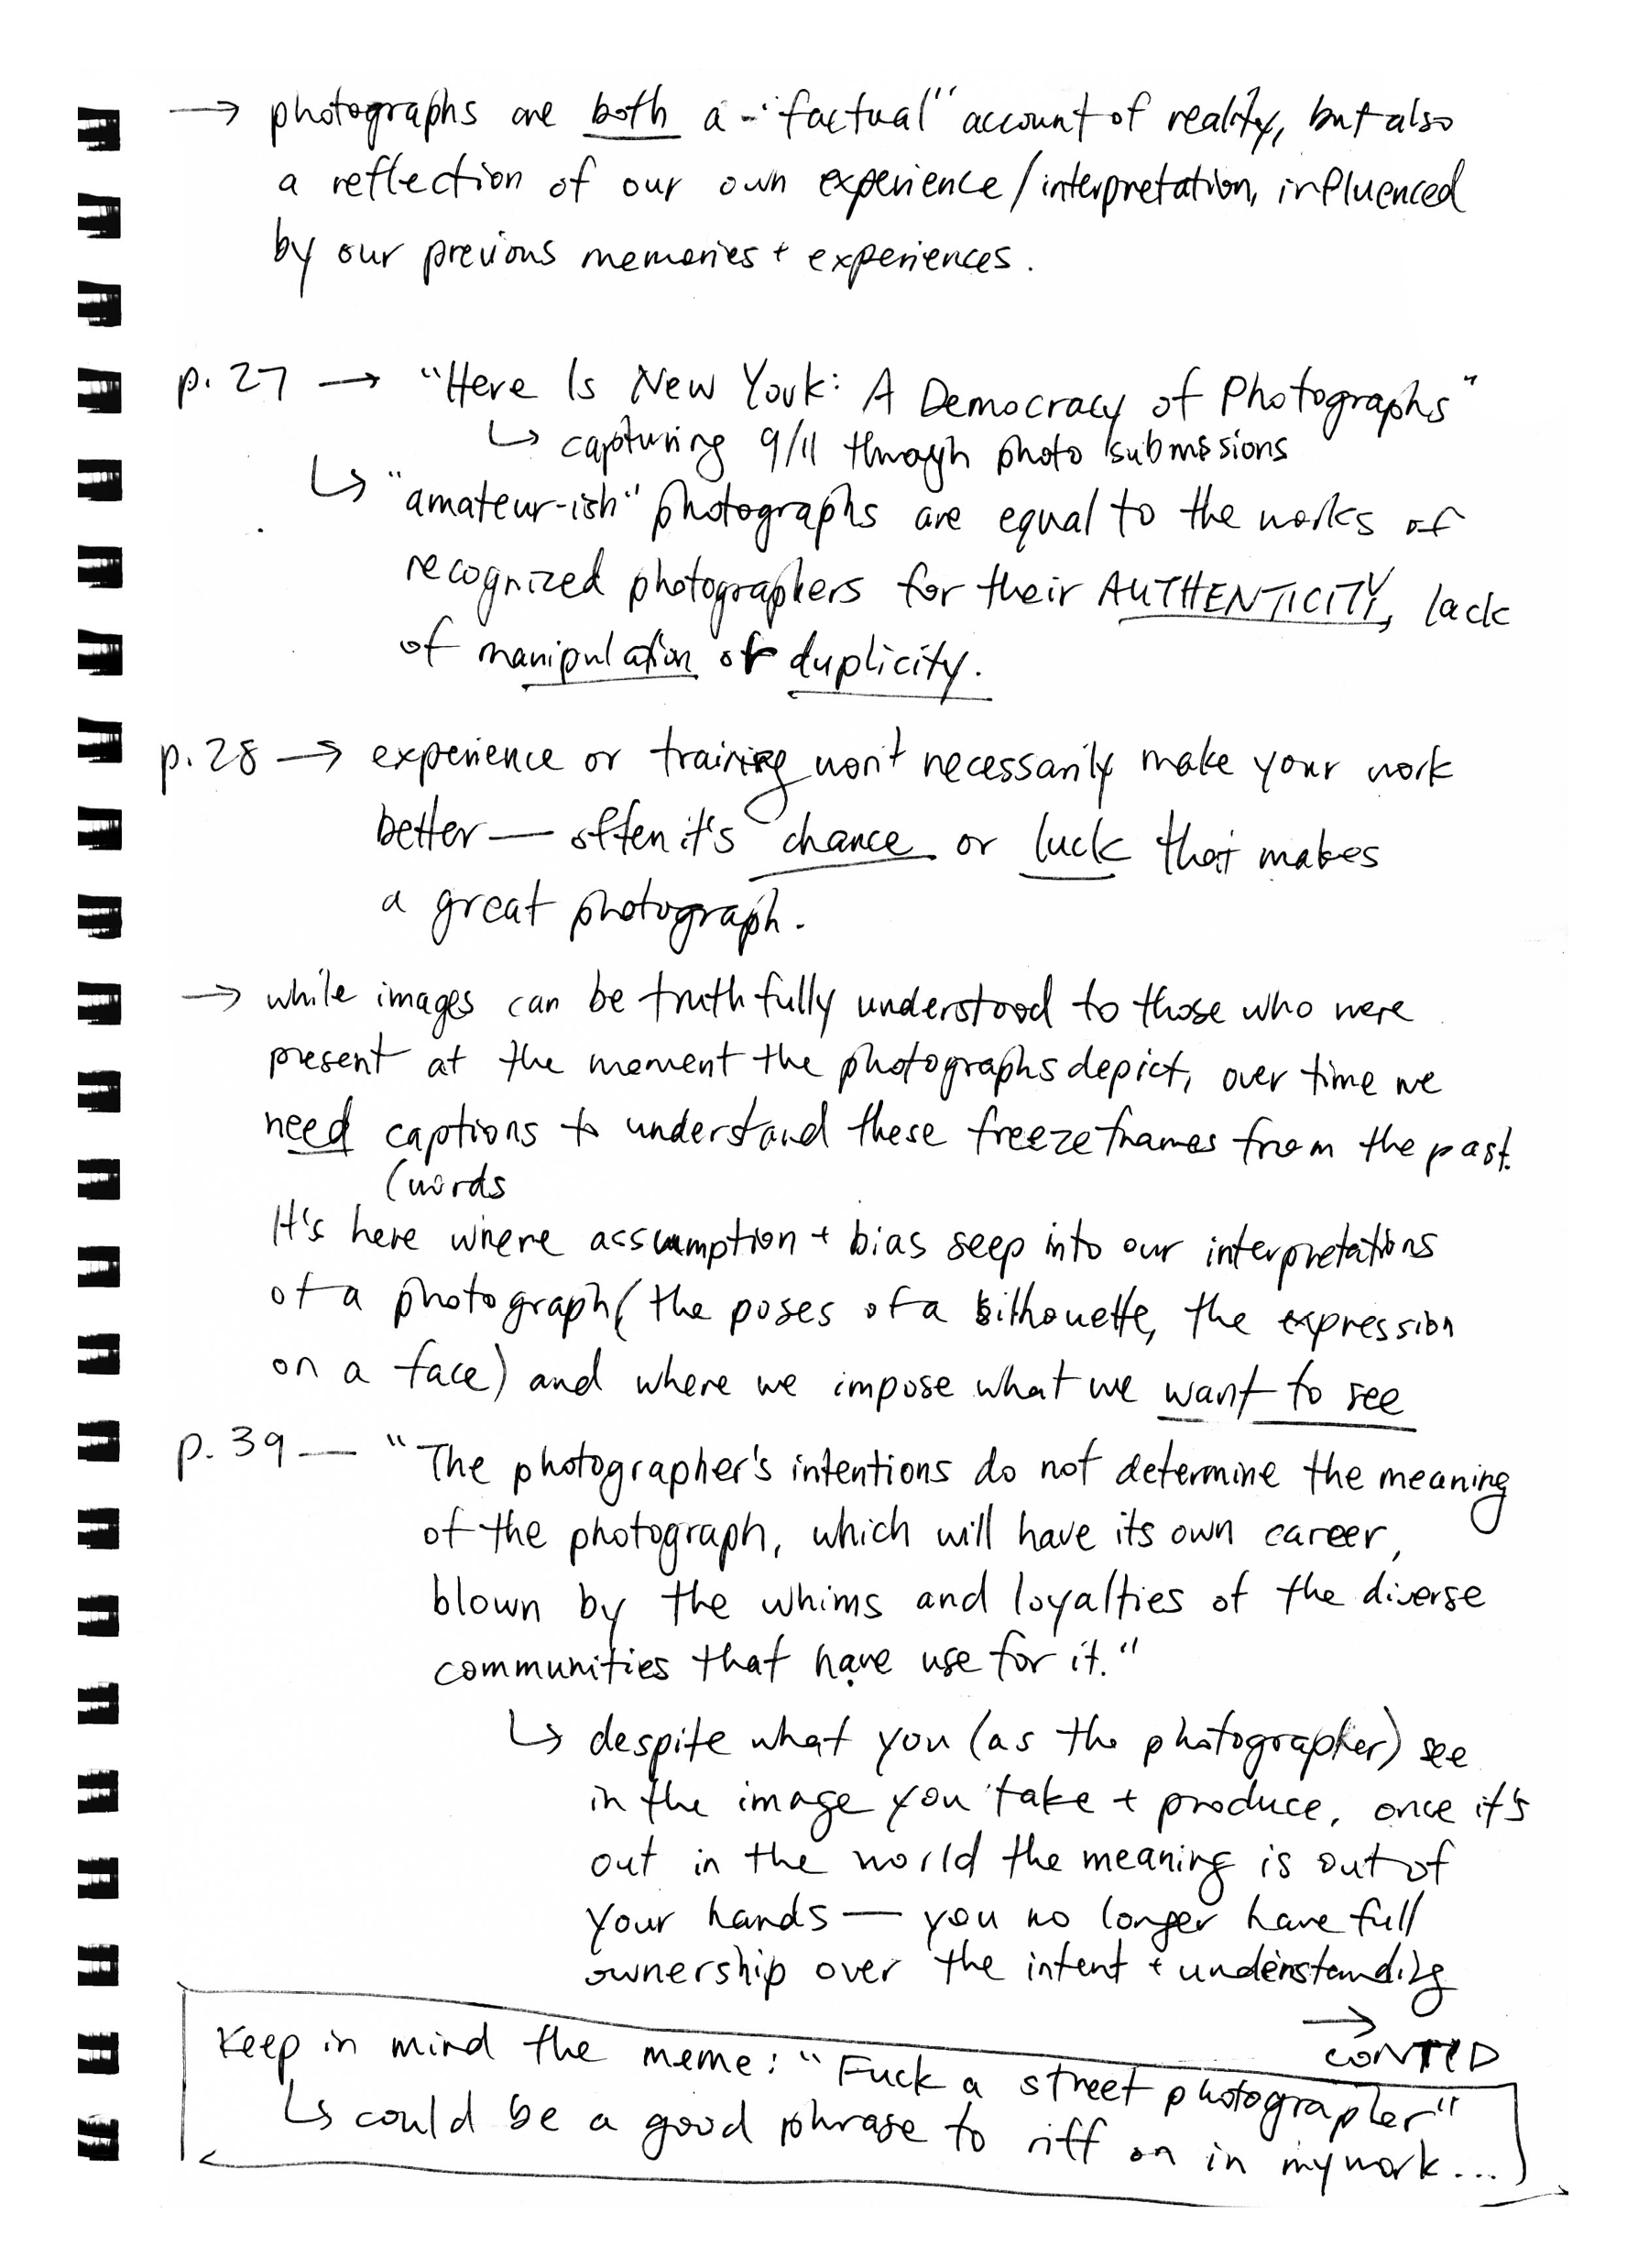 → photographs are both a "factual" account of reality, but also
a reflection of our own experience/interpretation, influenced
by our previous memories + experiences.
p. 27 → "Here Is New York: A Democracy of Photographs"
↳ capturing 9/11 through photo submissions
↳ "amateur-ish" photographs are equal to the works of
recognized photographers for their AUTHENTICITY, lack
of manipulation or duplicity.
p. 28 → experience or training won't necessarily make your work
better — often it's chance or luck that makes
a great photograph.
→ while images can be truthfully understood to those who were
present at the moment the photographs depict, over time we
need captions to understand these freezeframes from the past.
(words
It's here where assumption + bias seep into our interpretations
of a photograph (the poses of a silhouette, the expression
on a face) and where we impose what we want to see
p. 39 — "The photographer's intentions do not determine the meaning
of the photograph, which will have its own career,
blown by the whims and loyalties of the diverse
communities that have use for it."
↳ despite what you (as the photographer) see
in the image you take + produce, once it's
out in the world the meaning is out of
your hands — you no longer have full
ownership over the intent + understanding
→
CONT'D
Keep in mind the meme: "Fuck a street photographer"
↳ could be a good phrase to riff on in my work...